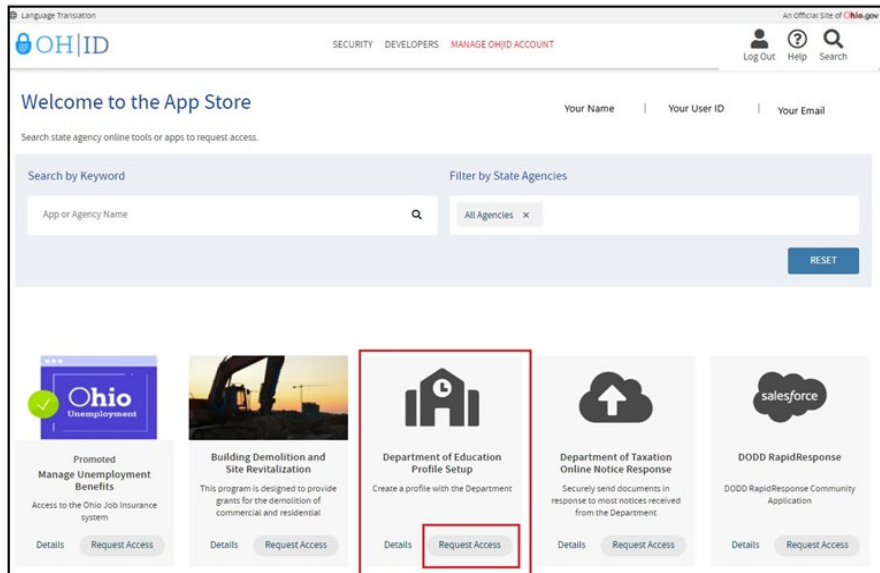 Language Translation
An Official Site of Ohio.gov
OH|ID
SECURITY DEVELOPERS MANAGE OH|ID ACCOUNT
Log Out Help Search
Welcome to the App Store
Your Name | Your User ID | Your Email
Search state agency online tools or apps to request access.
Search by Keyword
Filter by State Agencies
App or Agency Name
All Agencies ×
RESET
Ohio
Unemployment
Promoted
Manage Unemployment
Benefits
Access to the Ohio Job Insurance
system
Details Request Access
Building Demolition and
Site Revitalization
This program is designed to provide
grants for the demolition of
commercial and residential
Details Request Access
Department of Education
Profile Setup
Create a profile with the Department
Details Request Access
Department of Taxation
Online Notice Response
Securely send documents in
response to most notices received
from the Department
Details Request Access
salesforce
DODD RapidResponse
DODD RapidResponse Community
Application
Details Request Access